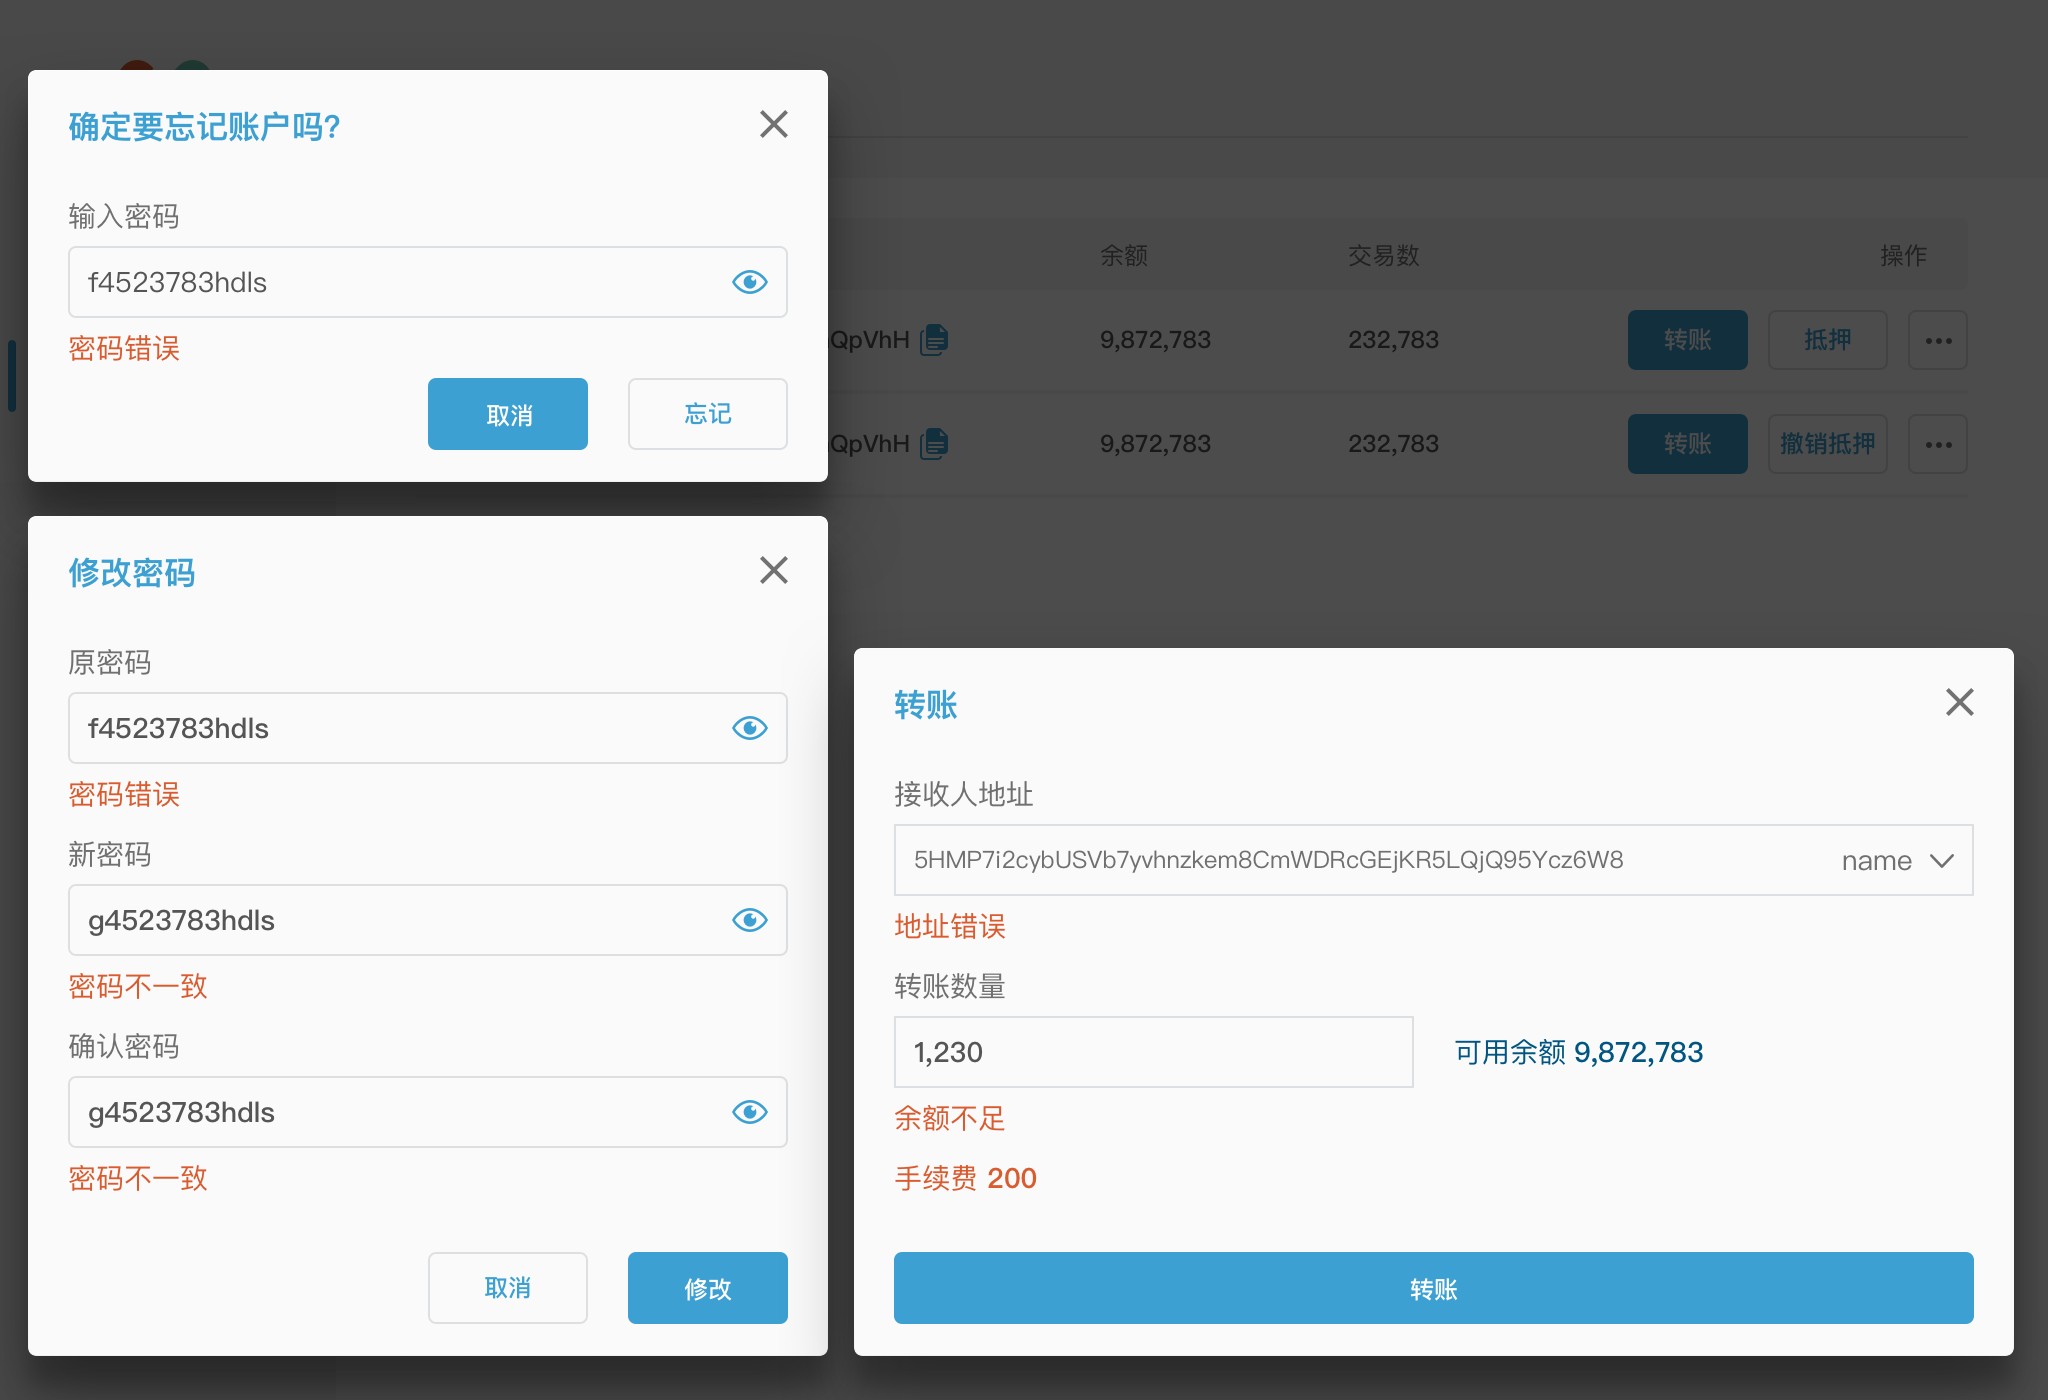 确定要忘记账户吗?
输入密码
f4523783hdls
密码错误
取消
忘记
余额 交易数 操作
QpVhH 9,872,783 232,783 转账 抵押
QpVhH 9,872,783 232,783 转账 撤销抵押
修改密码
原密码
f4523783hdls
密码错误
新密码
g4523783hdls
密码不一致
确认密码
g4523783hdls
密码不一致
取消
修改
转账
接收人地址
5HMP7i2cybUSVb7yvhnzkem8CmWDRcGEjKR5LQjQ95Ycz6W8 name
地址错误
转账数量
1,230 可用余额 9,872,783
余额不足
手续费 200
转账